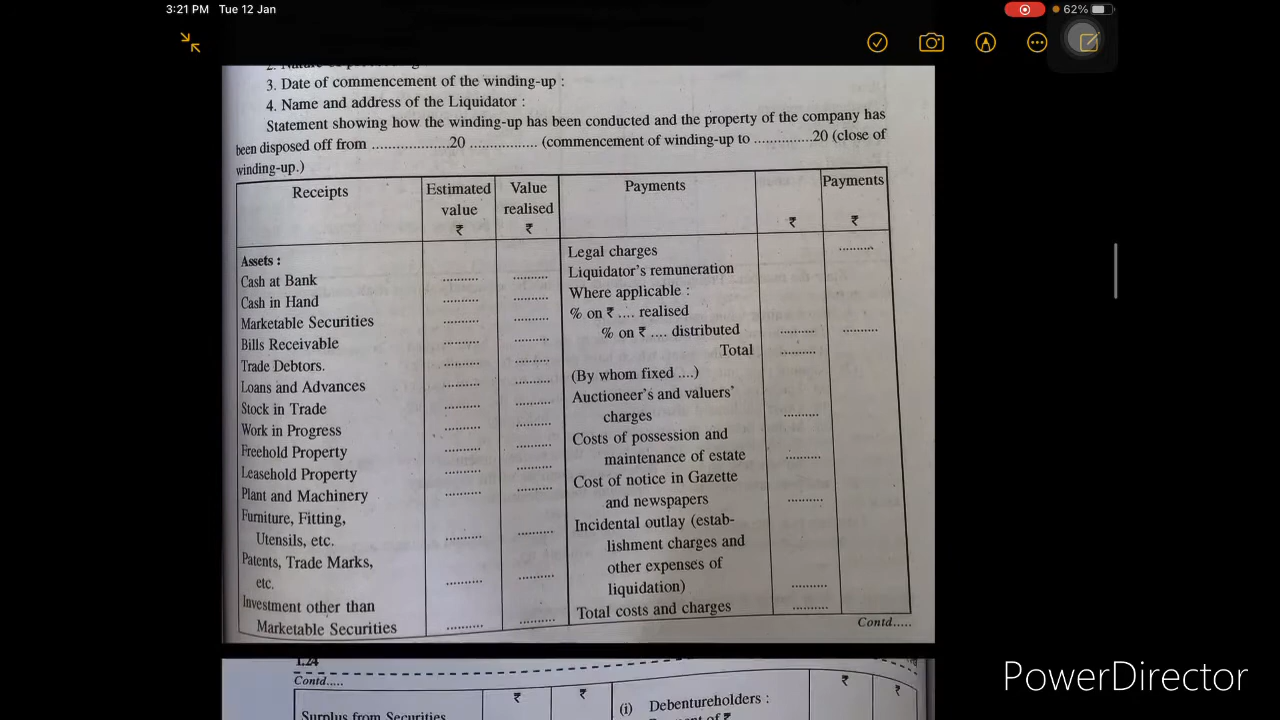 3:21 PM Tue 12 Jan
62%
3. Date of commencement of the winding-up :
4. Name and address of the Liquidator :
Statement showing how the winding-up has been conducted and the property of the company has
been disposed off from ..................20 ................ (commencement of winding-up to ..............20 (close of
winding-up.)
Receipts
Estimated value ₹
Value realised ₹
Payments
₹
Payments ₹
Assets :
Cash at Bank .......... ..........
Cash in Hand .......... ..........
Marketable Securities .......... ..........
Bills Receivable .......... ..........
Trade Debtors. .......... ..........
Loans and Advances .......... ..........
Stock in Trade .......... ..........
Work in Progress .......... ..........
Freehold Property .......... ..........
Leasehold Property .......... ..........
Plant and Machinery .......... ..........
Furniture, Fitting,
Utensils, etc. .......... ..........
Patents, Trade Marks,
etc. .......... ..........
Investment other than
Marketable Securities .......... ..........
Legal charges ..........
Liquidator's remuneration
Where applicable :
% on ₹ .... realised
% on ₹ .... distributed .......... ..........
Total ..........
(By whom fixed ....)
Auctioneer's and valuers'
charges ..........
Costs of possession and
maintenance of estate ..........
Cost of notice in Gazette
and newspapers ..........
Incidental outlay (estab-
lishment charges and
other expenses of
liquidation) ..........
Total costs and charges ..........
Contd.....
1.24
Contd.....
₹ ₹
Surplus from Securities
(i) Debentureholders :
₹ ₹
PowerDirector